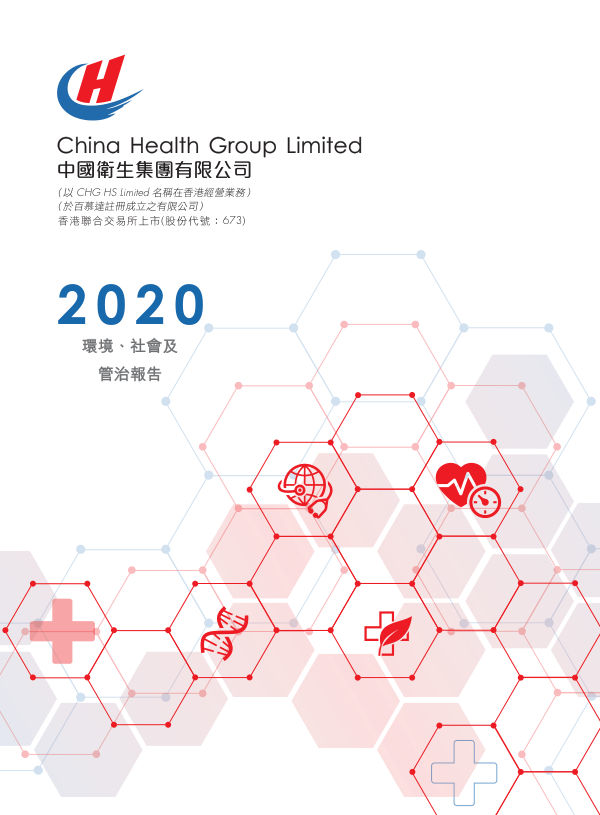 China Health Group Limited
中國衛生集團有限公司
(以 CHG HS Limited 名稱在香港經營業務)
(於百慕達註冊成立之有限公司)
香港聯合交易所上市(股份代號：673)
2020
環境、社會及
管治報告